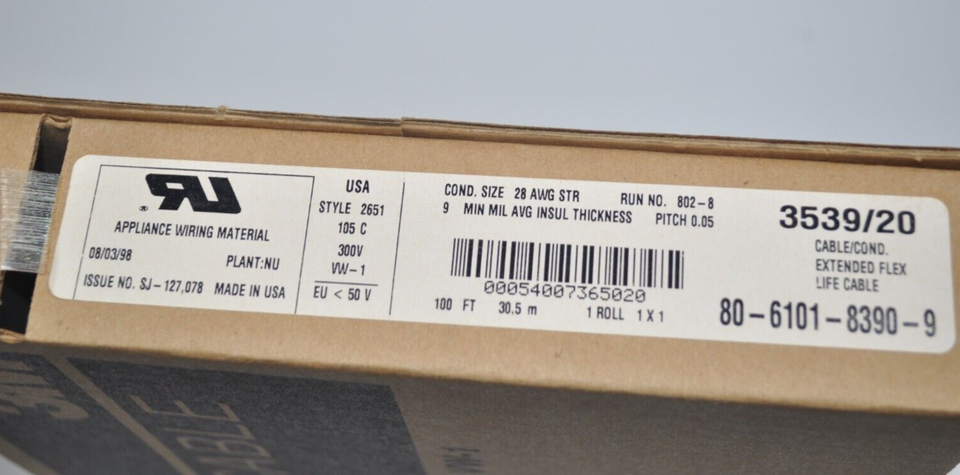 ®
APPLIANCE WIRING MATERIAL
08/03/98 PLANT:NU
ISSUE NO. SJ-127,078 MADE IN USA
USA
STYLE 2651
105 C
300V
VW-1
EU < 50 V
COND. SIZE 28 AWG STR RUN NO. 802-8
9 MIN MIL AVG INSUL THICKNESS PITCH 0.05
00054007365020
100 FT 30.5 m 1 ROLL 1 X 1
3539/20
CABLE/COND.
EXTENDED FLEX
LIFE CABLE
80-6101-8390-9
3M